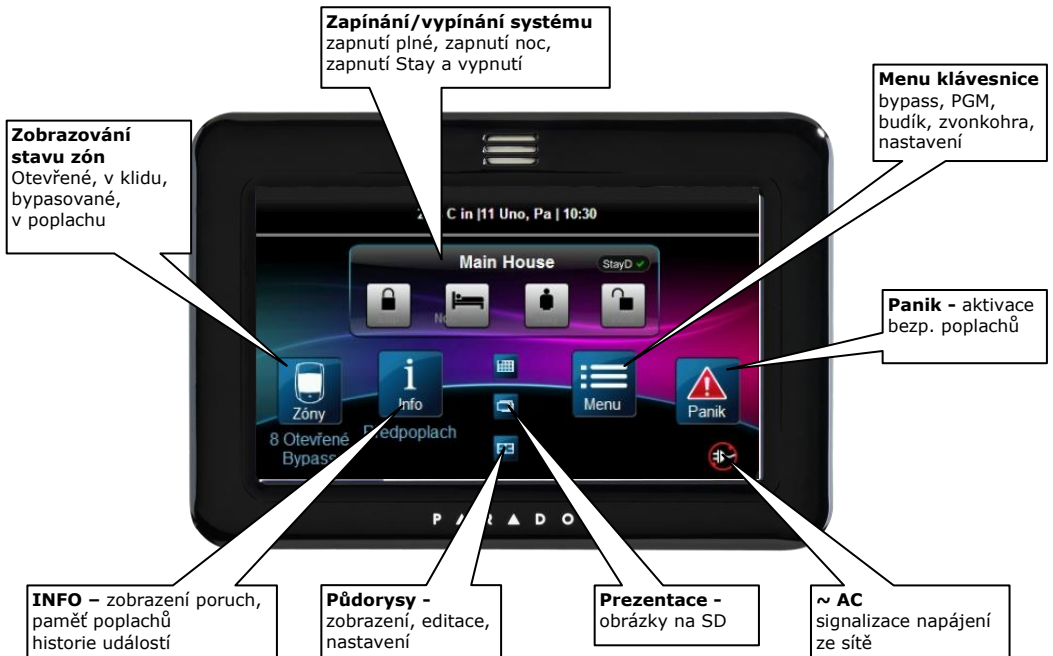 Zapínání/vypínání systému
zapnutí plné, zapnutí noc,
zapnutí Stay a vypnutí
Menu klávesnice
bypass, PGM,
budík, zvonkohra,
nastavení
Zobrazování
stavu zón
Otevřené, v klidu,
bypasované,
v poplachu
C in |11 Uno, Pa | 10:30
Main House
StayD
Panik - aktivace
bezp. poplachů
Zóny
Info
Menu
Panik
8 Otevřené
Bypass
Předpoplach
PARADO
INFO – zobrazení poruch,
paměť poplachů
historie událostí
Půdorysy -
zobrazení, editace,
nastavení
Prezentace -
obrázky na SD
~ AC
signalizace napájení
ze sítě